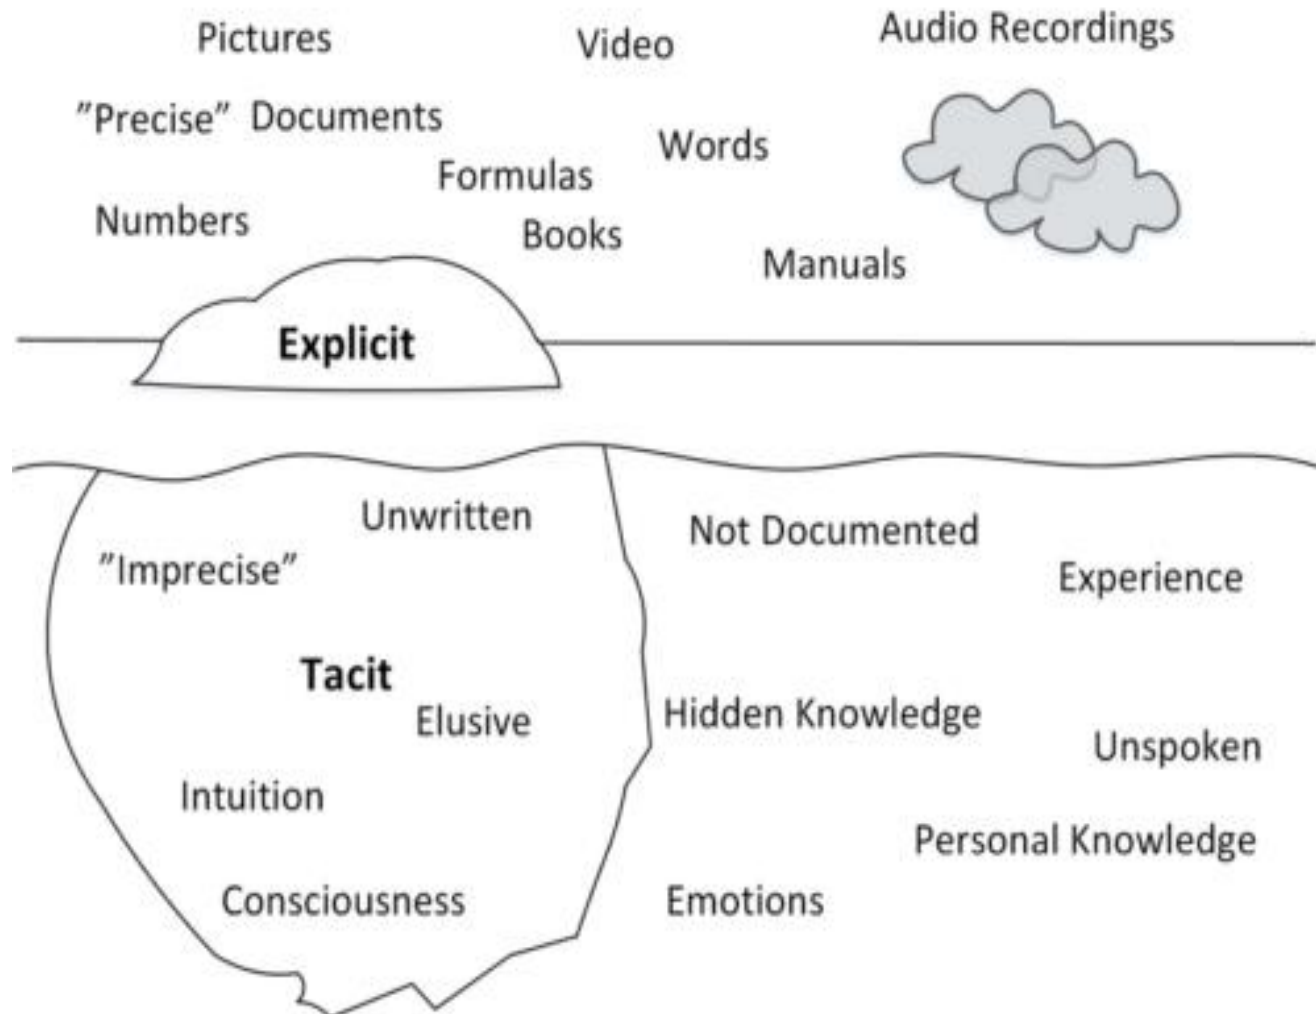 Pictures
Video
Audio Recordings
”Precise” Documents
Words
Formulas
Numbers
Books
Manuals
Explicit
Unwritten
Not Documented
”Imprecise”
Experience
Tacit
Elusive
Hidden Knowledge
Unspoken
Intuition
Personal Knowledge
Consciousness
Emotions